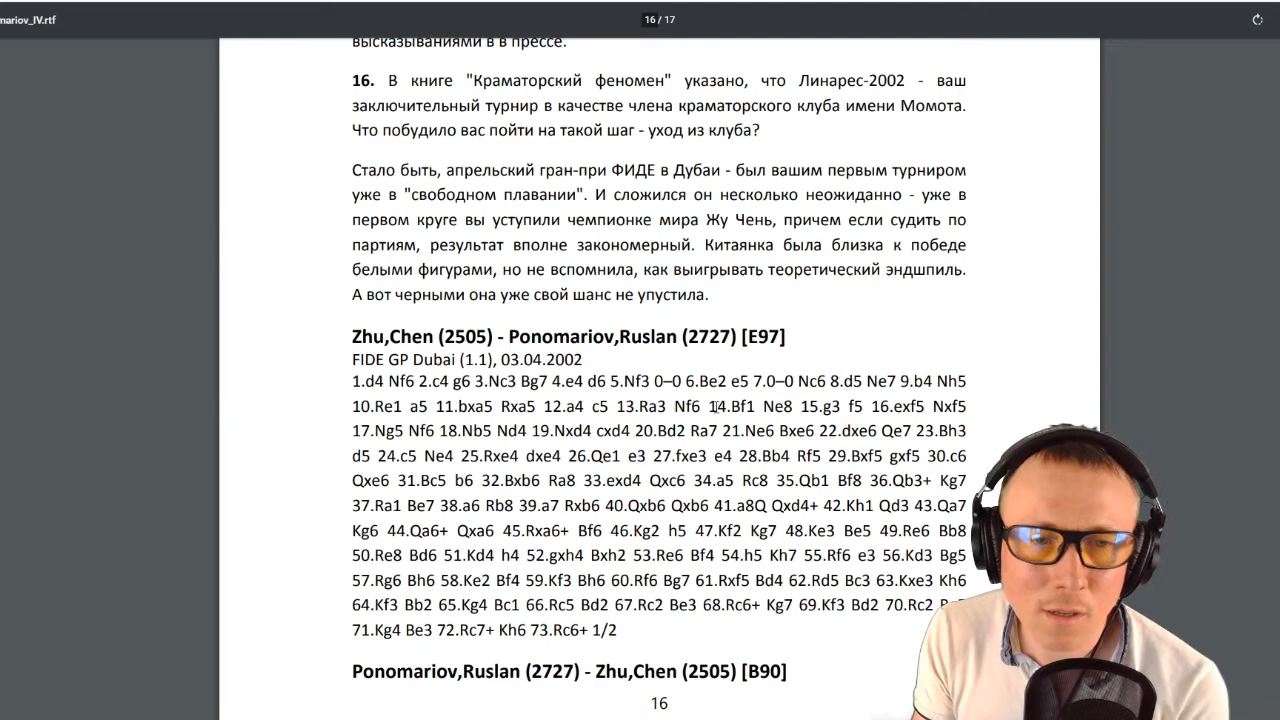 mariov_IV.rtf
16 / 17
высказываниями в в прессе.
16. В книге "Краматорский феномен" указано, что Линарес-2002 - ваш
заключительный турнир в качестве члена краматорского клуба имени Момота.
Что побудило вас пойти на такой шаг - уход из клуба?
Стало быть, апрельский гран-при ФИДЕ в Дубаи - был вашим первым турниром
уже в "свободном плавании". И сложился он несколько неожиданно - уже в
первом круге вы уступили чемпионке мира Жу Чень, причем если судить по
партиям, результат вполне закономерный. Китаянка была близка к победе
белыми фигурами, но не вспомнила, как выигрывать теоретический эндшпиль.
А вот черными она уже свой шанс не упустила.
Zhu,Chen (2505) - Ponomariov,Ruslan (2727) [E97]
FIDE GP Dubai (1.1), 03.04.2002
1.d4 Nf6 2.c4 g6 3.Nc3 Bg7 4.e4 d6 5.Nf3 0–0 6.Be2 e5 7.0–0 Nc6 8.d5 Ne7 9.b4 Nh5
10.Re1 a5 11.bxa5 Rxa5 12.a4 c5 13.Ra3 Nf6 14.Bf1 Ne8 15.g3 f5 16.exf5 Nxf5
17.Ng5 Nf6 18.Nb5 Nd4 19.Nxd4 cxd4 20.Bd2 Ra7 21.Ne6 Bxe6 22.dxe6 Qe7 23.Bh3
d5 24.c5 Ne4 25.Rxe4 dxe4 26.Qe1 e3 27.fxe3 e4 28.Bb4 Rf5 29.Bxf5 gxf5 30.c6
Qxe6 31.Bc5 b6 32.Bxb6 Ra8 33.exd4 Qxc6 34.a5 Rc8 35.Qb1 Bf8 36.Qb3+ Kg7
37.Ra1 Be7 38.a6 Rb8 39.a7 Rxb6 40.Qxb6 Qxb6 41.a8Q Qxd4+ 42.Kh1 Qd3 43.Qa7
Kg6 44.Qa6+ Qxa6 45.Rxa6+ Bf6 46.Kg2 h5 47.Kf2 Kg7 48.Ke3 Be5 49.Re6 Bb8
50.Re8 Bd6 51.Kd4 h4 52.gxh4 Bxh2 53.Re6 Bf4 54.h5 Kh7 55.Rf6 e3 56.Kd3 Bg5
57.Rg6 Bh6 58.Ke2 Bf4 59.Kf3 Bh6 60.Rf6 Bg7 61.Rxf5 Bd4 62.Rd5 Bc3 63.Kxe3 Kh6
64.Kf3 Bb2 65.Kg4 Bc1 66.Rc5 Bd2 67.Rc2 Be3 68.Rc6+ Kg7 69.Kf3 Bd2 70.Rc2
71.Kg4 Be3 72.Rc7+ Kh6 73.Rc6+ 1/2
Ponomariov,Ruslan (2727) - Zhu,Chen (2505) [B90]
16